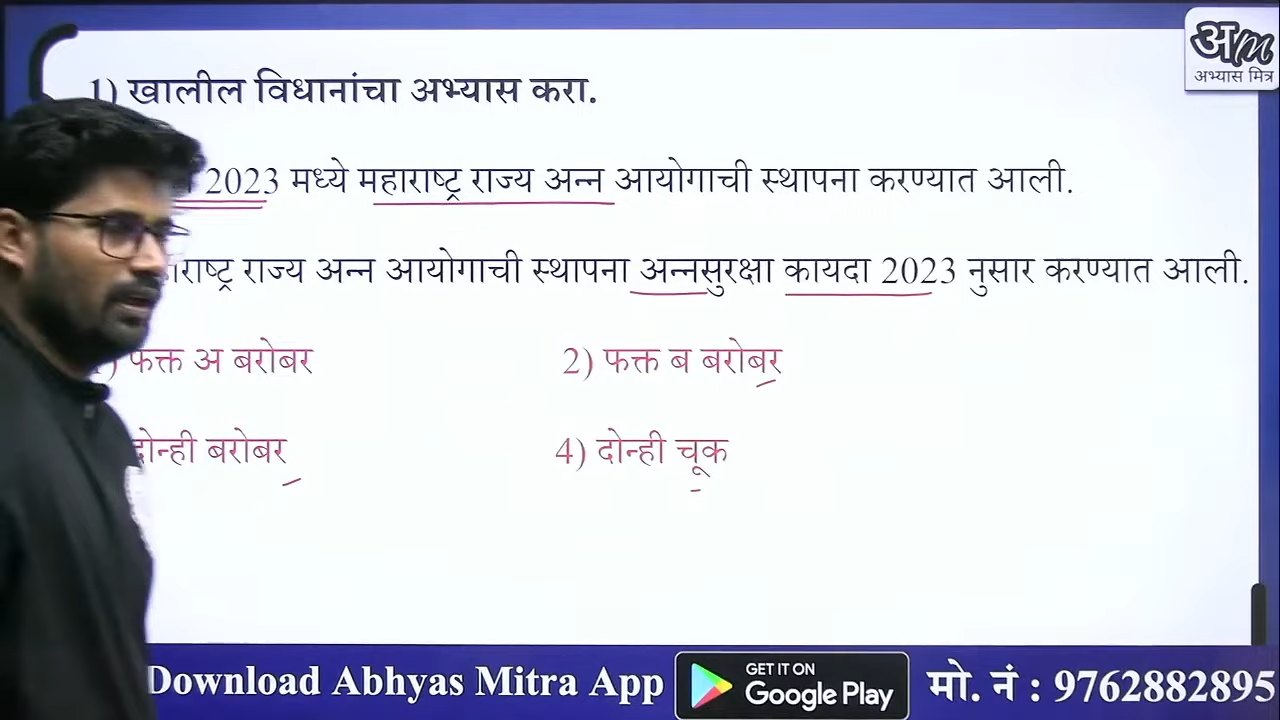 अm
अभ्यास मित्र
1) खालील विधानांचा अभ्यास करा.
2023 मध्ये महाराष्ट्र राज्य अन्न आयोगाची स्थापना करण्यात आली.
राज्य अन्न आयोगाची स्थापना अन्नसुरक्षा कायदा 2023 नुसार करण्यात आली.
फक्त अ बरोबर
2) फक्त ब बरोबर
दोन्ही बरोबर
4) दोन्ही चूक
Download Abhyas Mitra App
GET IT ON
Google Play
मो. नं : 9762882895